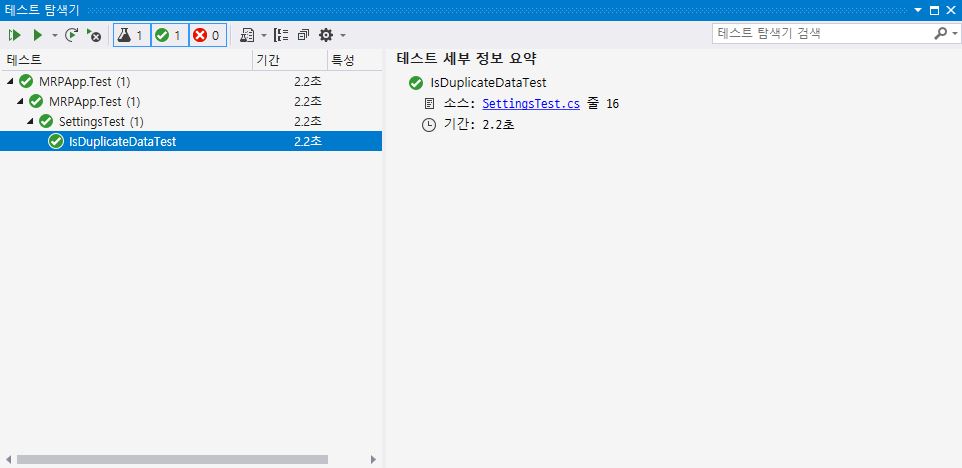 테스트 탐색기
1 1 0
테스트 탐색기 검색
테스트 기간 특성
MRPApp.Test (1) 2.2초
MRPApp.Test (1) 2.2초
SettingsTest (1) 2.2초
IsDuplicateDataTest 2.2초
테스트 세부 정보 요약
IsDuplicateDataTest
소스: SettingsTest.cs 줄 16
기간: 2.2초